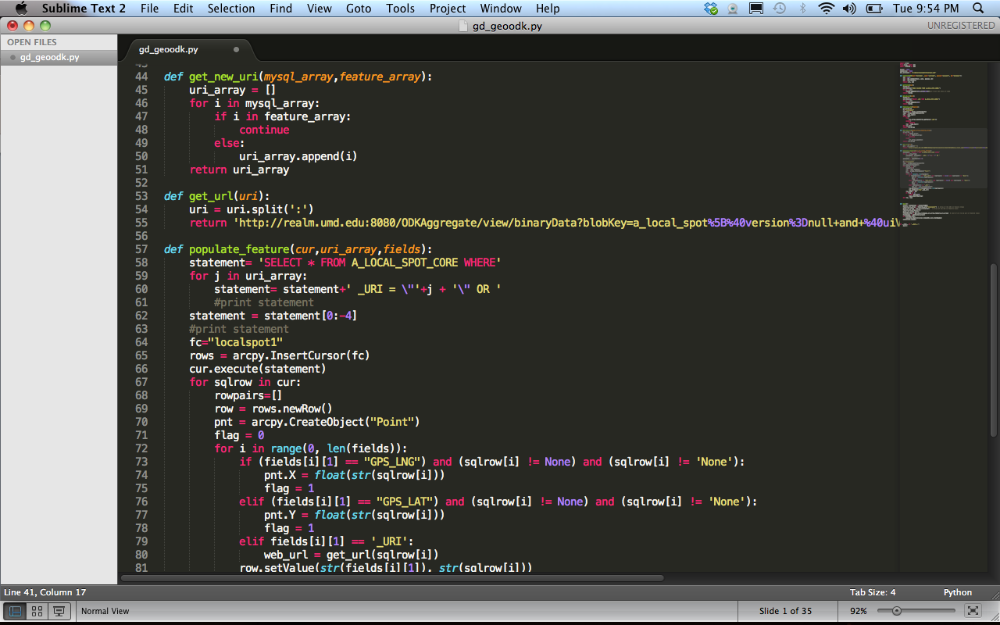 Sublime Text 2 File Edit Selection Find View Goto Tools Project Window Help Tue 9:54 PM
gd_geoodk.py UNREGISTERED
OPEN FILES
gd_geoodk.py
gd_geoodk.py
43
44 def get_new_uri(mysql_array,feature_array):
45 uri_array = []
46 for i in mysql_array:
47 if i in feature_array:
48 continue
49 else:
50 uri_array.append(i)
51 return uri_array
52
53 def get_url(uri):
54 uri = uri.split(':')
55 return 'http://realm.umd.edu:8080/ODKAggregate/view/binaryData?blobKey=a_local_spot%5B%40version%3Dnull+and+%40ui
56
57 def populate_feature(cur,uri_array,fields):
58 statement= 'SELECT * FROM A_LOCAL_SPOT_CORE WHERE'
59 for j in uri_array:
60 statement= statement+' _URI = \"'+j + '\" OR '
61 #print statement
62 statement = statement[0:-4]
63 #print statement
64 fc="localspot1"
65 rows = arcpy.InsertCursor(fc)
66 cur.execute(statement)
67 for sqlrow in cur:
68 rowpairs=[]
69 row = rows.newRow()
70 pnt = arcpy.CreateObject("Point")
71 flag = 0
72 for i in range(0, len(fields)):
73 if (fields[i][1] == "GPS_LNG") and (sqlrow[i] != None) and (sqlrow[i] != 'None'):
74 pnt.X = float(str(sqlrow[i]))
75 flag = 1
76 elif (fields[i][1] == "GPS_LAT") and (sqlrow[i] != None) and (sqlrow[i] != 'None'):
77 pnt.Y = float(str(sqlrow[i]))
78 flag = 1
79 elif fields[i][1] == '_URI':
80 web_url = get_url(sqlrow[i])
81 row.setValue(str(fields[i][1]), str(sqlrow[i]))
Line 41, Column 17 Tab Size: 4 Python
Normal View Slide 1 of 35 92%